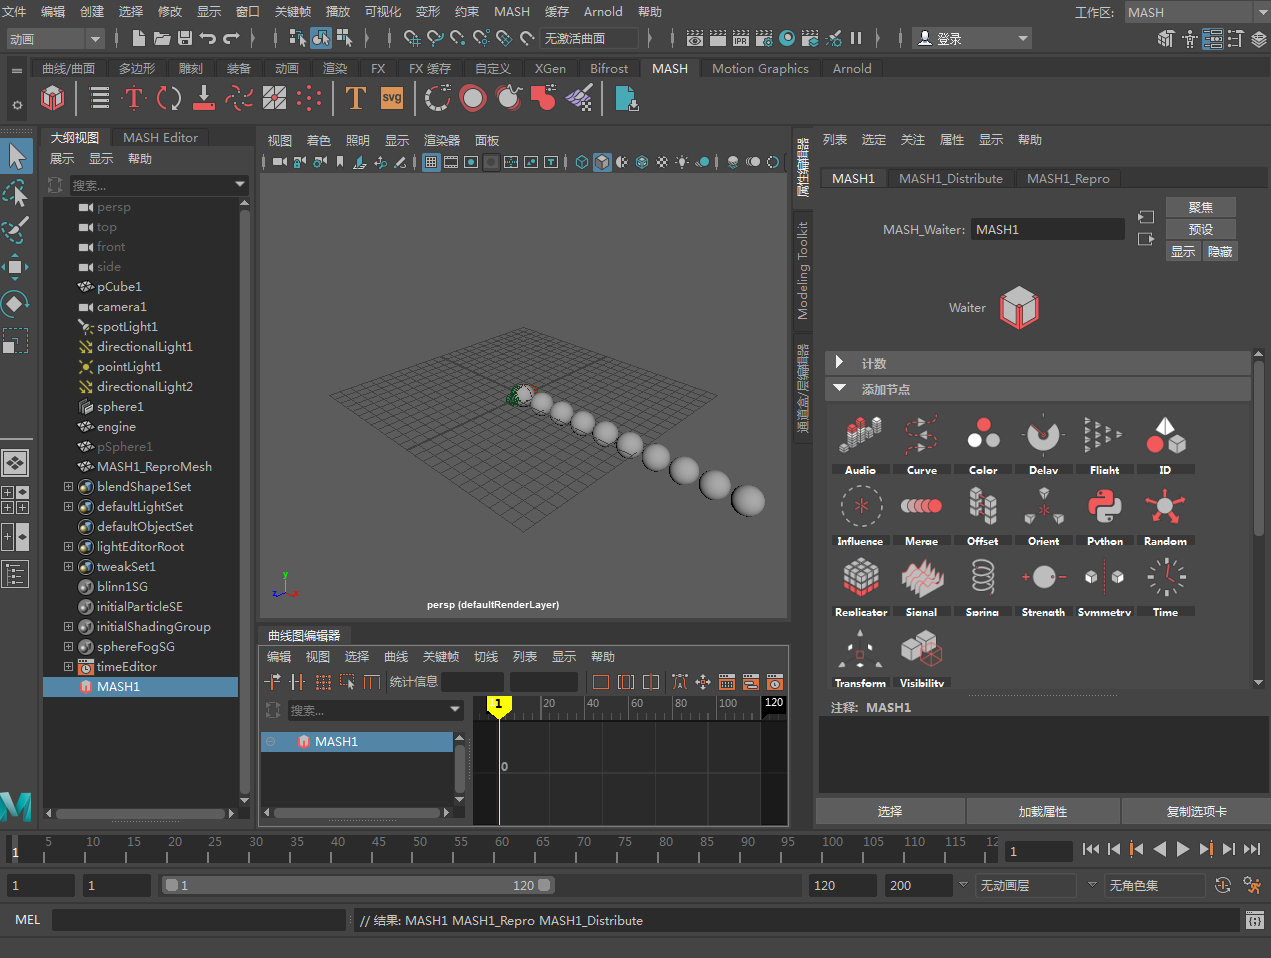 文件 编辑 创建 选择 修改 显示 窗口 关键帧 播放 可视化 变形 约束 MASH 缓存 Arnold 帮助
工作区: MASH
动画
无激活曲面
IPR
登录
曲线/曲面 多边形 雕刻 装备 动画 渲染 FX FX 缓存 自定义 XGen Bifrost MASH Motion Graphics Arnold
T
T
svg
大纲视图 MASH Editor
展示 显示 帮助
搜索...
persp
top
front
side
pCube1
camera1
spotLight1
directionalLight1
pointLight1
directionalLight2
sphere1
engine
pSphere1
MASH1_ReproMesh
blendShape1Set
defaultLightSet
defaultObjectSet
lightEditorRoot
tweakSet1
blinn1SG
initialParticleSE
initialShadingGroup
sphereFogSG
timeEditor
MASH1
视图 着色 照明 显示 渲染器 面板
y
z
x
persp (defaultRenderLayer)
曲线图编辑器
编辑 视图 选择 曲线 关键帧 切线 列表 显示 帮助
统计信息
搜索...
MASH1
1 20 40 60 80 100 120
0
属性编辑器
Modeling Toolkit
通道盒/层编辑器
列表 选定 关注 属性 显示 帮助
MASH1 MASH1_Distribute MASH1_Repro
MASH_Waiter: MASH1
聚焦
预设
显示 隐藏
Waiter
计数
添加节点
Audio Curve Color Delay Flight ID
Influence Merge Offset Orient Python Random
Replicator Signal Spring Strength Symmetry Time
Transform Visibility
注释: MASH1
选择 加载属性 复制选项卡
1 5 10 15 20 25 30 35 40 45 50 55 60 65 70 75 80 85 90 95 100 105 110 115 12
1
1 1 1 120 120 200 无动画层 无角色集
MEL // 结果: MASH1 MASH1_Repro MASH1_Distribute